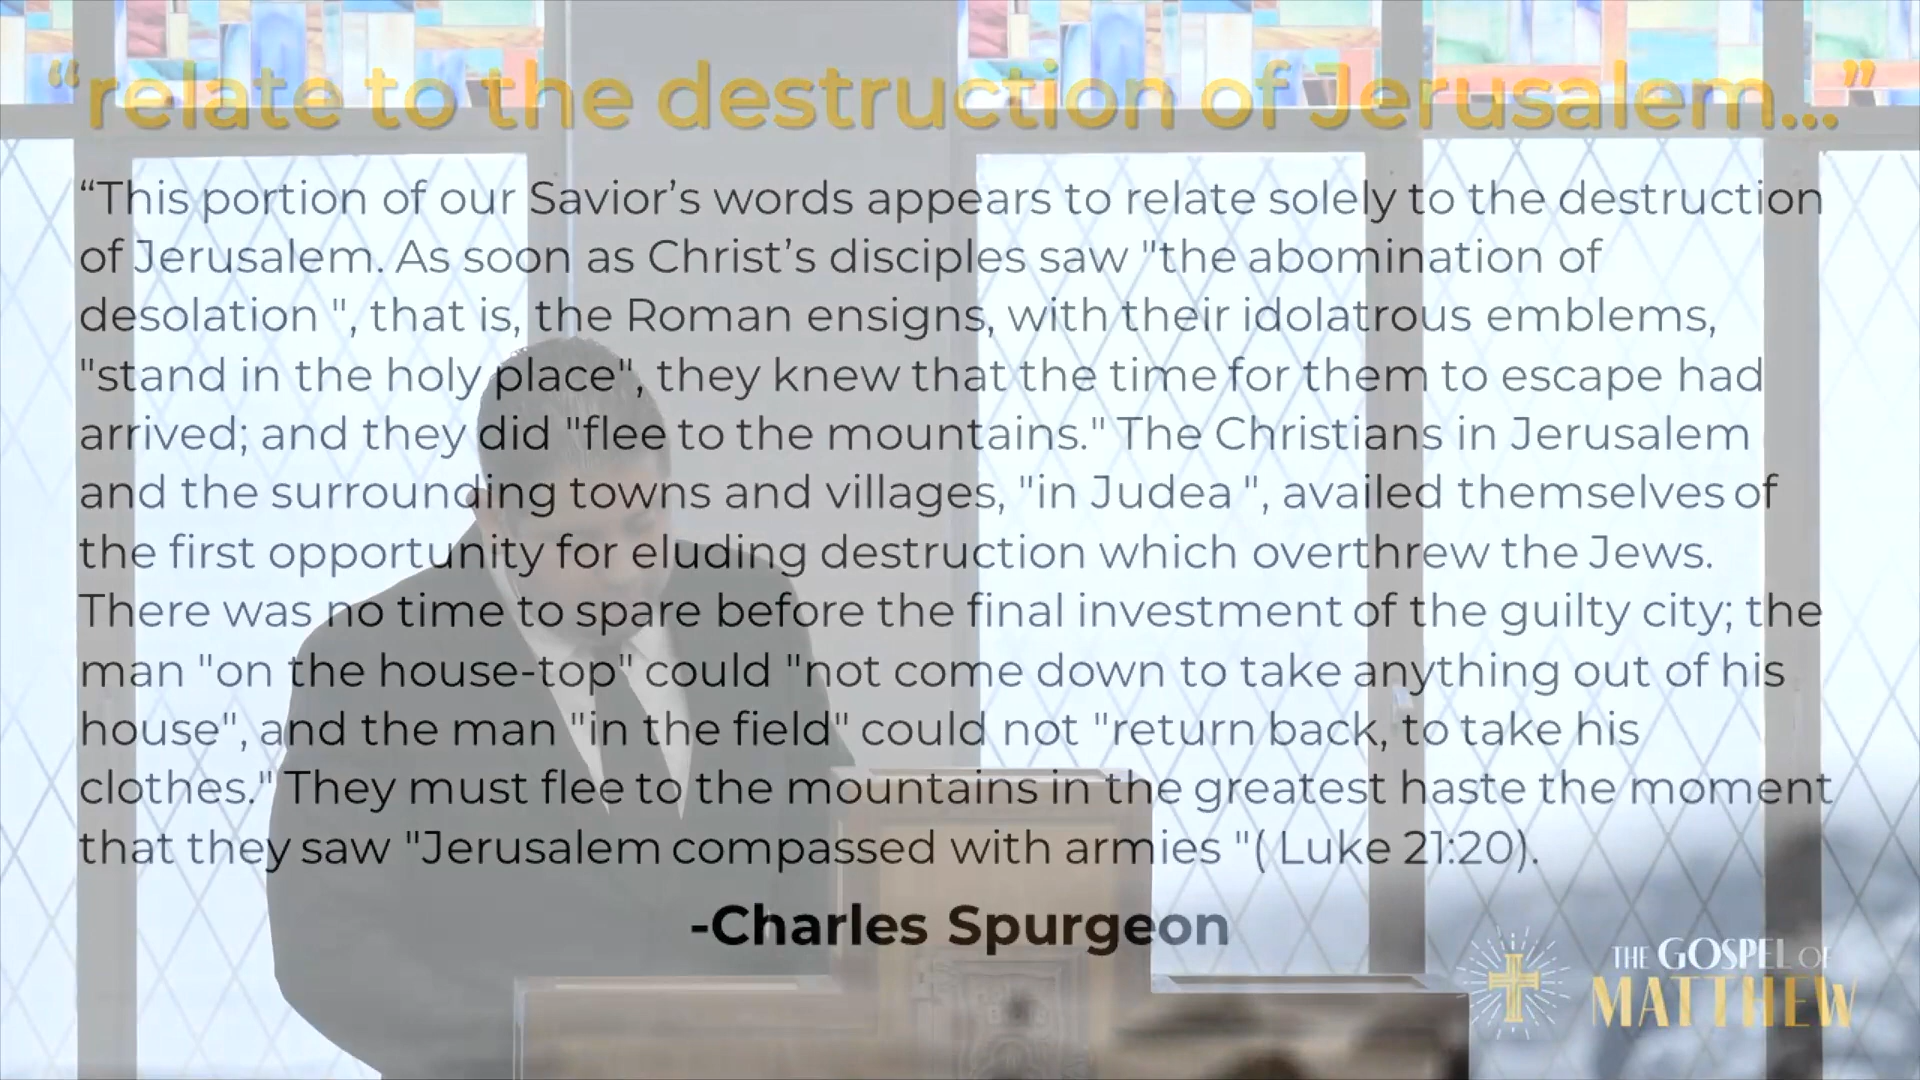 “relate to the destruction of Jerusalem...”
“This portion of our Savior’s words appears to relate solely to the destruction
of Jerusalem. As soon as Christ’s disciples saw "the abomination of
desolation ", that is, the Roman ensigns, with their idolatrous emblems,
"stand in the holy place", they knew that the time for them to escape had
arrived; and they did "flee to the mountains." The Christians in Jerusalem
and the surrounding towns and villages, "in Judea ", availed themselves of
the first opportunity for eluding destruction which overthrew the Jews.
There was no time to spare before the final investment of the guilty city; the
man "on the house-top" could "not come down to take anything out of his
house", and the man "in the field" could not "return back, to take his
clothes." They must flee to the mountains in the greatest haste the moment
that they saw "Jerusalem compassed with armies "( Luke 21:20).
-Charles Spurgeon
THE GOSPEL OF
MATTHEW